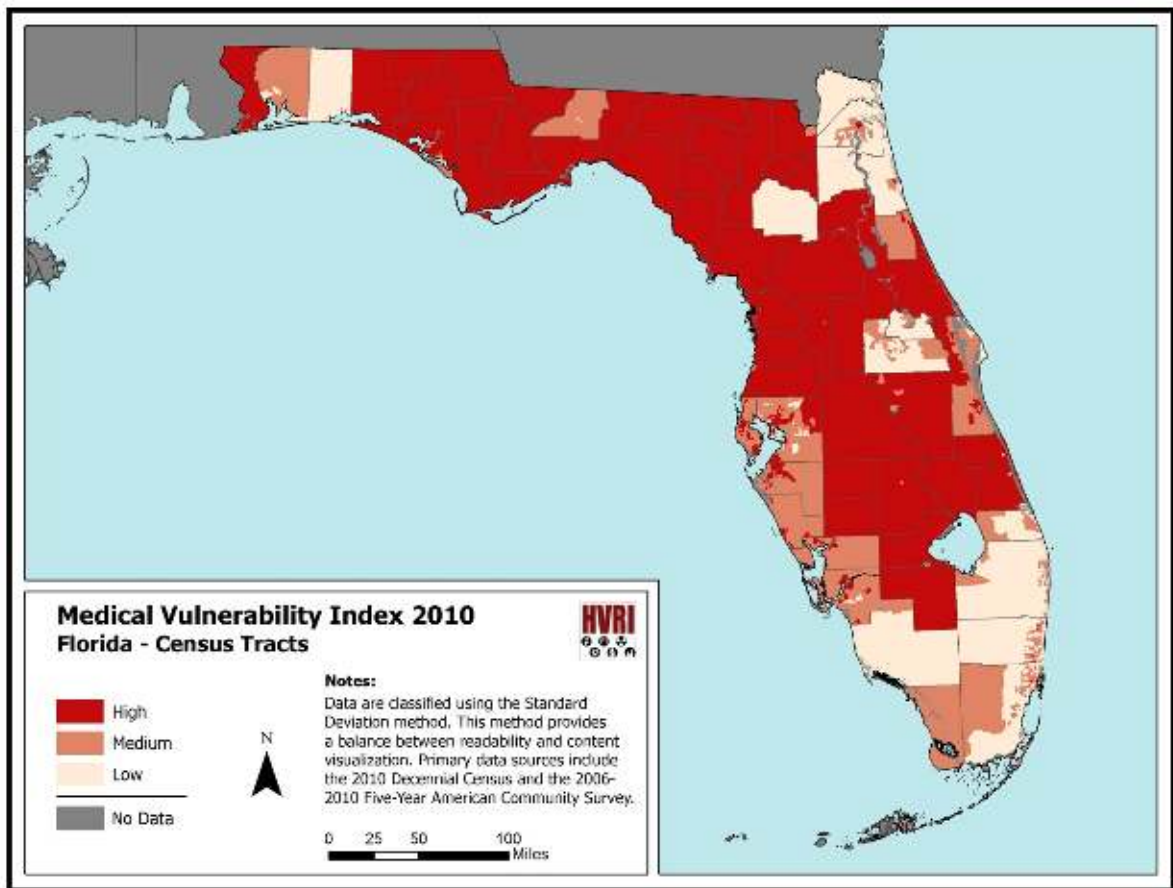 Medical Vulnerability Index 2010
Florida - Census Tracts
HVRI
High
Medium
Low
No Data
N
Notes:
Data are classified using the Standard
Deviation method. This method provides
a balance between readability and content
visualization. Primary data sources include
the 2010 Decennial Census and the 2006-
2010 Five-Year American Community Survey.
0 25 50 100
Miles